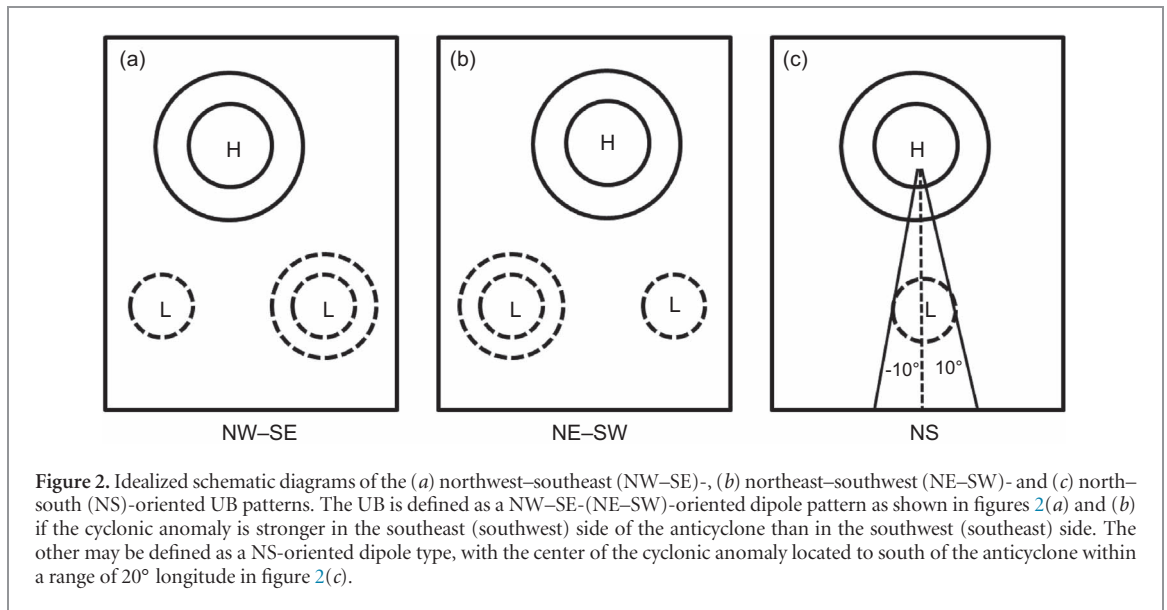 (a)
H
L
L
NW–SE
(b)
H
L
L
NE–SW
(c)
H
L
-10°
10°
NS
Figure 2. Idealized schematic diagrams of the (a) northwest–southeast (NW–SE)-, (b) northeast–southwest (NE–SW)- and (c) north–
south (NS)-oriented UB patterns. The UB is defined as a NW–SE-(NE–SW)-oriented dipole pattern as shown in figures 2(a) and (b)
if the cyclonic anomaly is stronger in the southeast (southwest) side of the anticyclone than in the southwest (southeast) side. The
other may be defined as a NS-oriented dipole type, with the center of the cyclonic anomaly located to south of the anticyclone within
a range of 20° longitude in figure 2(c).